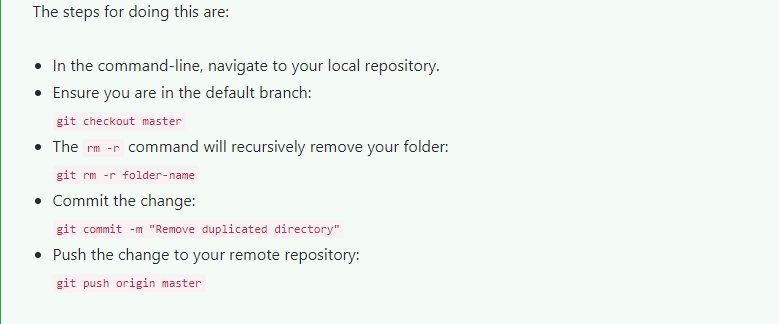 The steps for doing this are:
• In the command-line, navigate to your local repository.
• Ensure you are in the default branch:
git checkout master
• The rm -r command will recursively remove your folder:
git rm -r folder-name
• Commit the change:
git commit -m "Remove duplicated directory"
• Push the change to your remote repository:
git push origin master